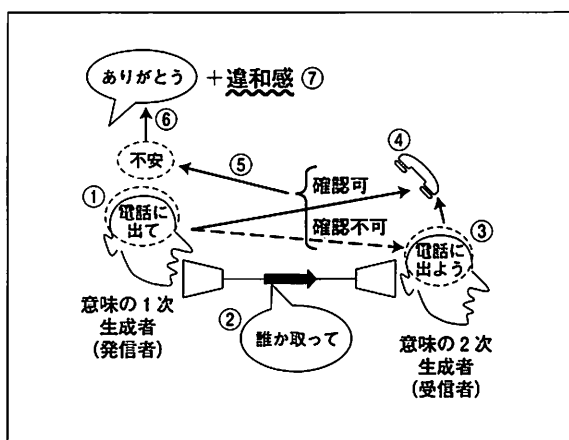 ありがとう
+違和感⑦
⑥
不安
⑤
④
①
電話に
出て
確認可
確認不可
③
電話に
出よう
意味の1次
生成者
(発信者)
②
誰か取って
意味の2次
生成者
(受信者)